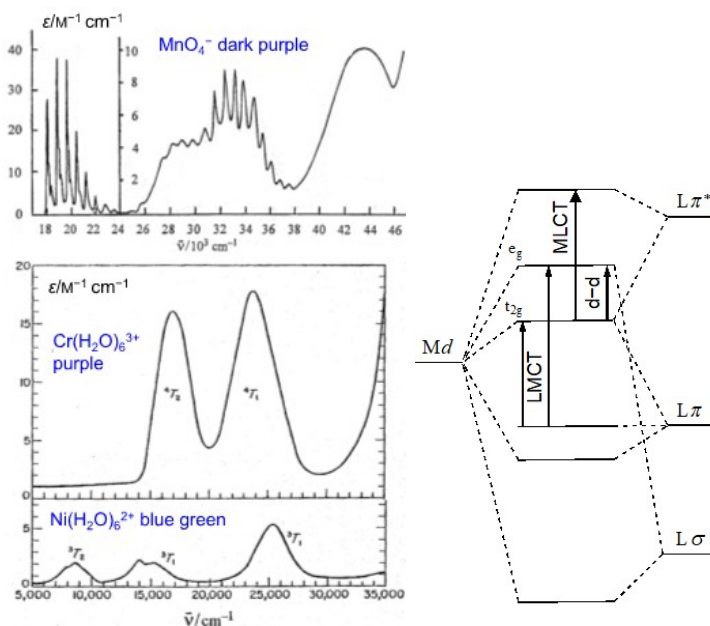 ε/M⁻¹ cm⁻¹
MnO₄⁻ dark purple
40
30
20
10
0
10
8
6
4
2
18 20 22 24 26 28 30 32 34 36 38 40 42 44 46
ῡ/10³ cm⁻¹
ε/M⁻¹ cm⁻¹
20
15
10
5
0
Cr(H2O)₆³⁺
purple
⁴T₂
⁴T₁
Ni(H2O)₆²⁺ blue green
5
0
³T₂
³T₁
³T₁
5,000 10,000 15,000 20,000 25,000 30,000 35,000
ῡ/cm⁻¹
Lπ*
MLCT
e_g
d–d
t₂g
Md
LMCT
Lπ
Lσ